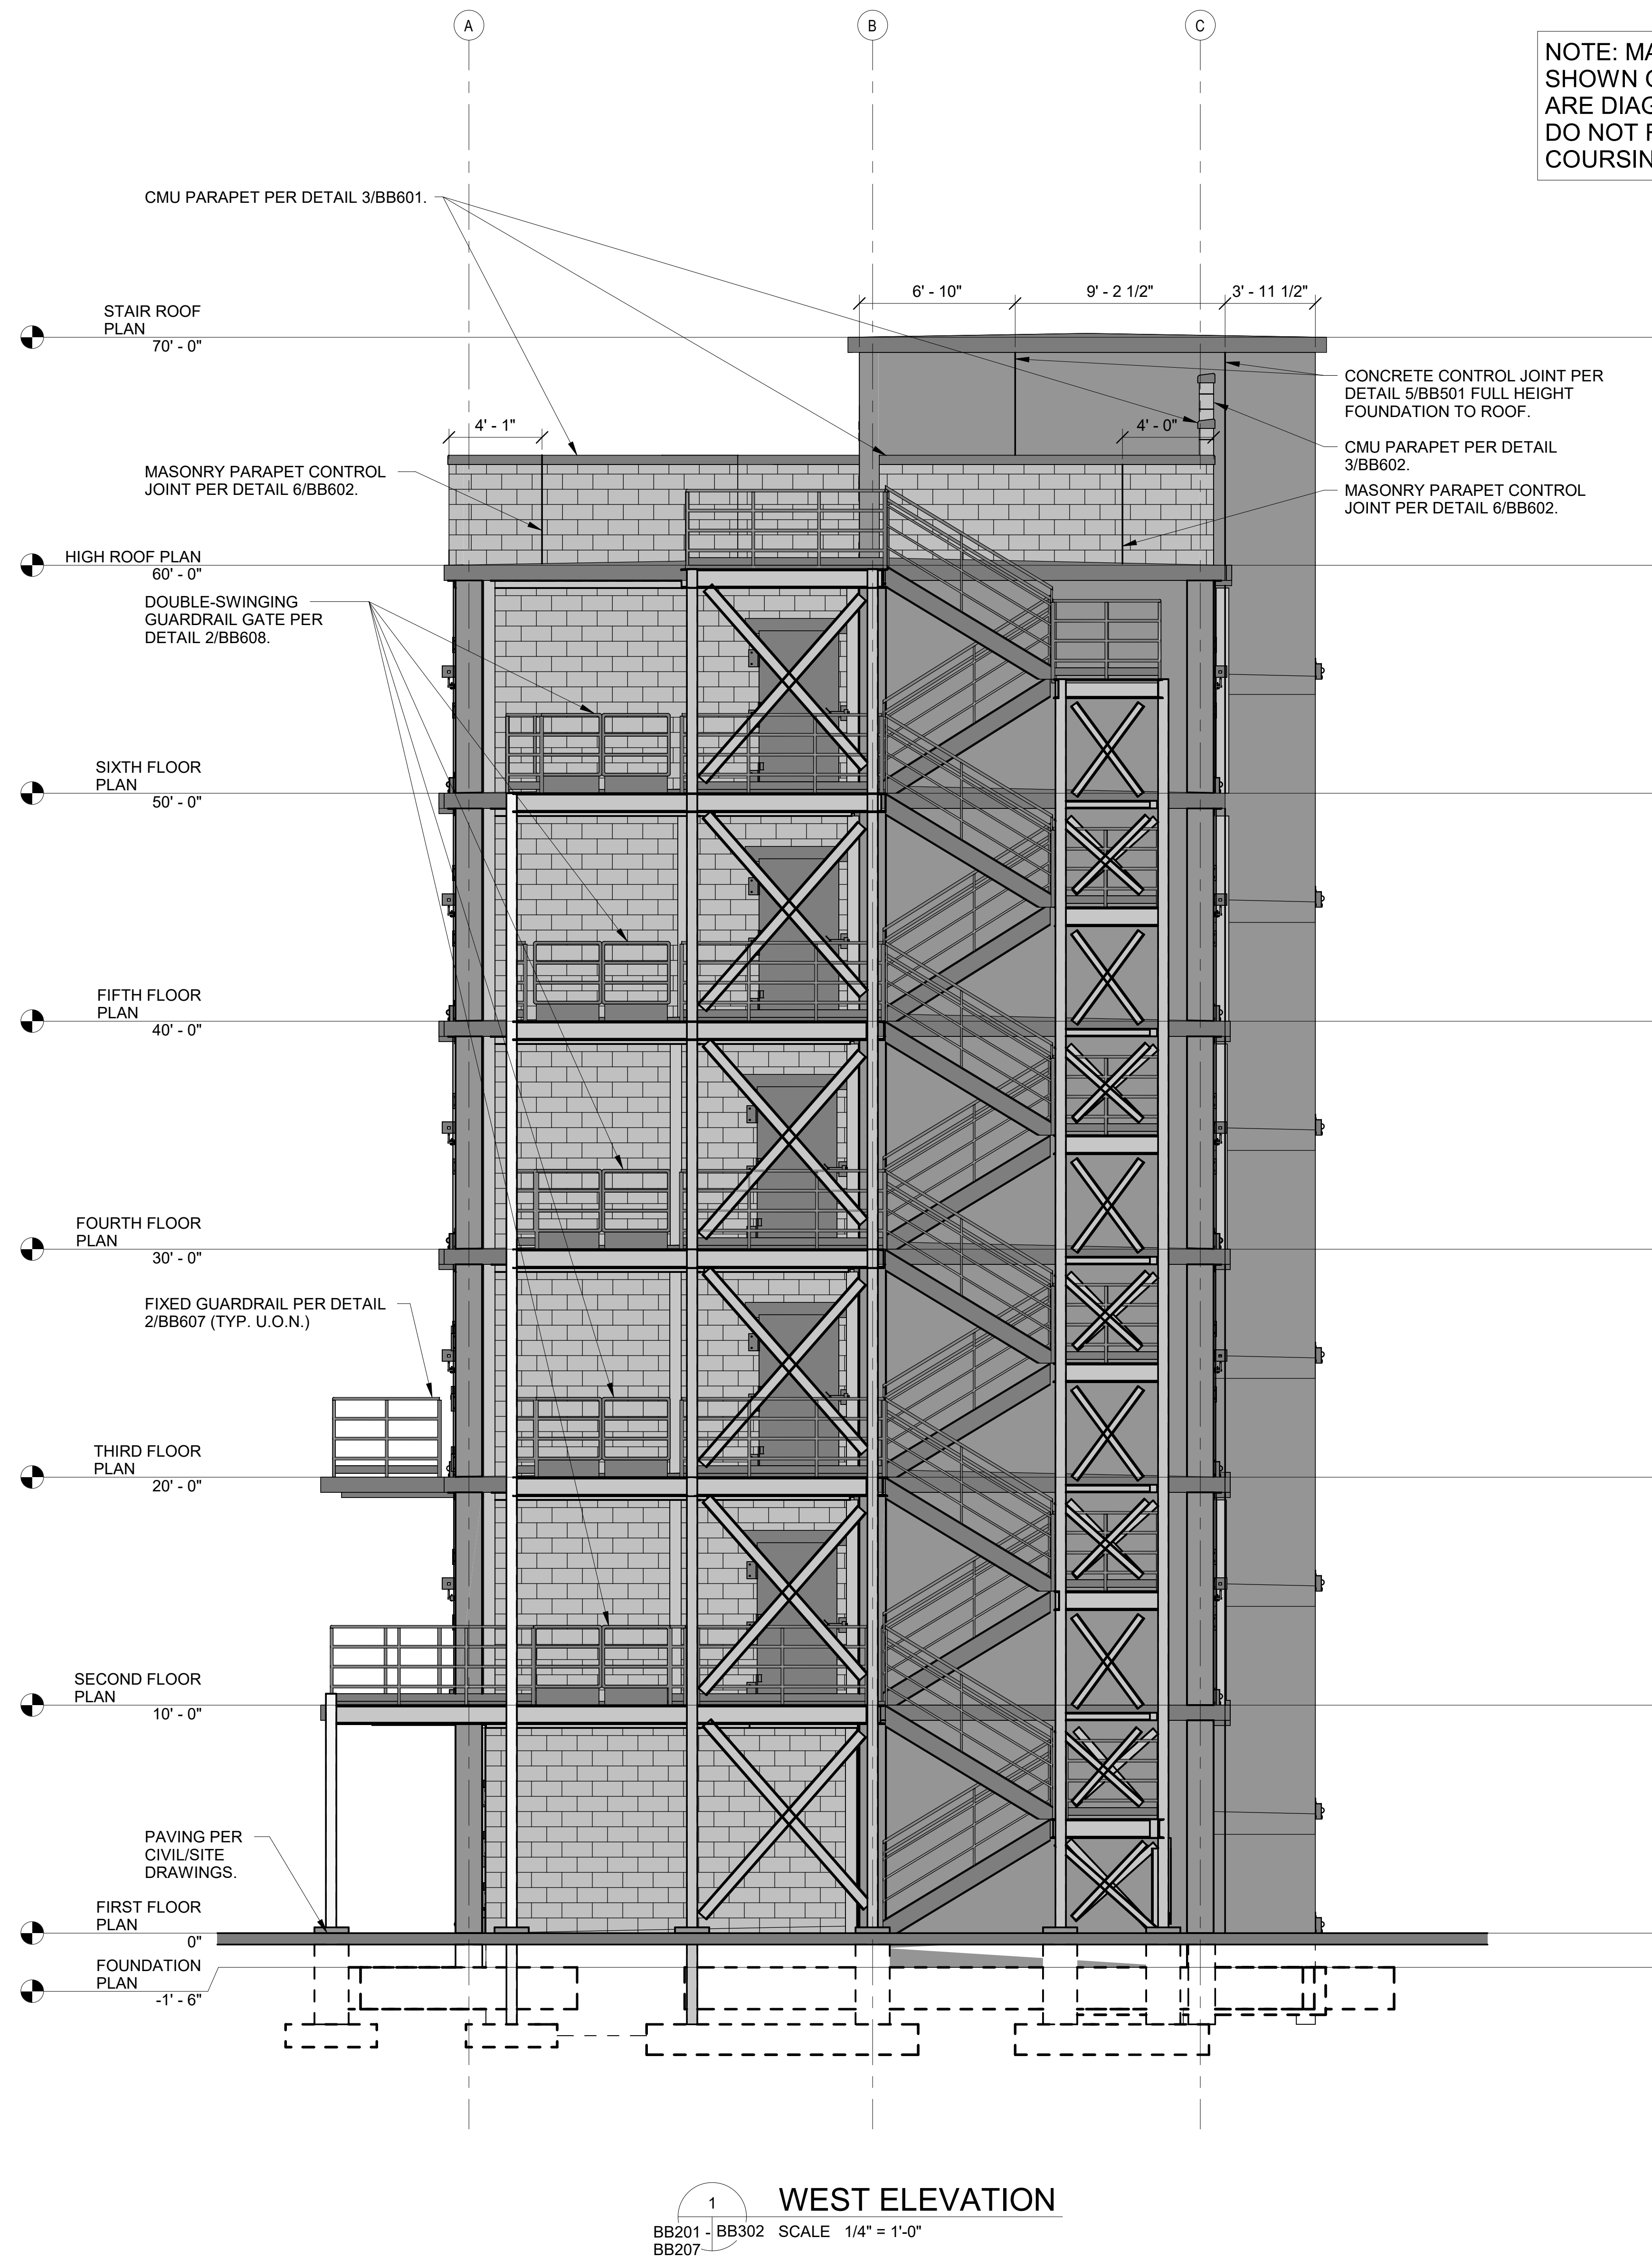 A
B
C
NOTE: MA
SHOWN
ARE DIAG
DO NOT
COURSIN
CMU PARAPET PER DETAIL 3/BB601.
6' - 10"
9' - 2 1/2"
3' - 11 1/2"
STAIR ROOF
PLAN
70' - 0"
CONCRETE CONTROL JOINT PER
DETAIL 5/BB501 FULL HEIGHT
FOUNDATION TO ROOF.
4' - 1"
4' - 0"
CMU PARAPET PER DETAIL
3/BB602.
MASONRY PARAPET CONTROL
JOINT PER DETAIL 6/BB602.
MASONRY PARAPET CONTROL
JOINT PER DETAIL 6/BB602.
HIGH ROOF PLAN
60' - 0"
DOUBLE-SWINGING
GUARDRAIL GATE PER
DETAIL 2/BB608.
SIXTH FLOOR
PLAN
50' - 0"
FIFTH FLOOR
PLAN
40' - 0"
FOURTH FLOOR
PLAN
30' - 0"
FIXED GUARDRAIL PER DETAIL
2/BB607 (TYP. U.O.N.)
THIRD FLOOR
PLAN
20' - 0"
SECOND FLOOR
PLAN
10' - 0"
PAVING PER
CIVIL/SITE
DRAWINGS.
FIRST FLOOR
PLAN
0"
FOUNDATION
PLAN
-1' - 6"
1
WEST ELEVATION
BB201 - BB302 SCALE 1/4" = 1'-0"
BB207